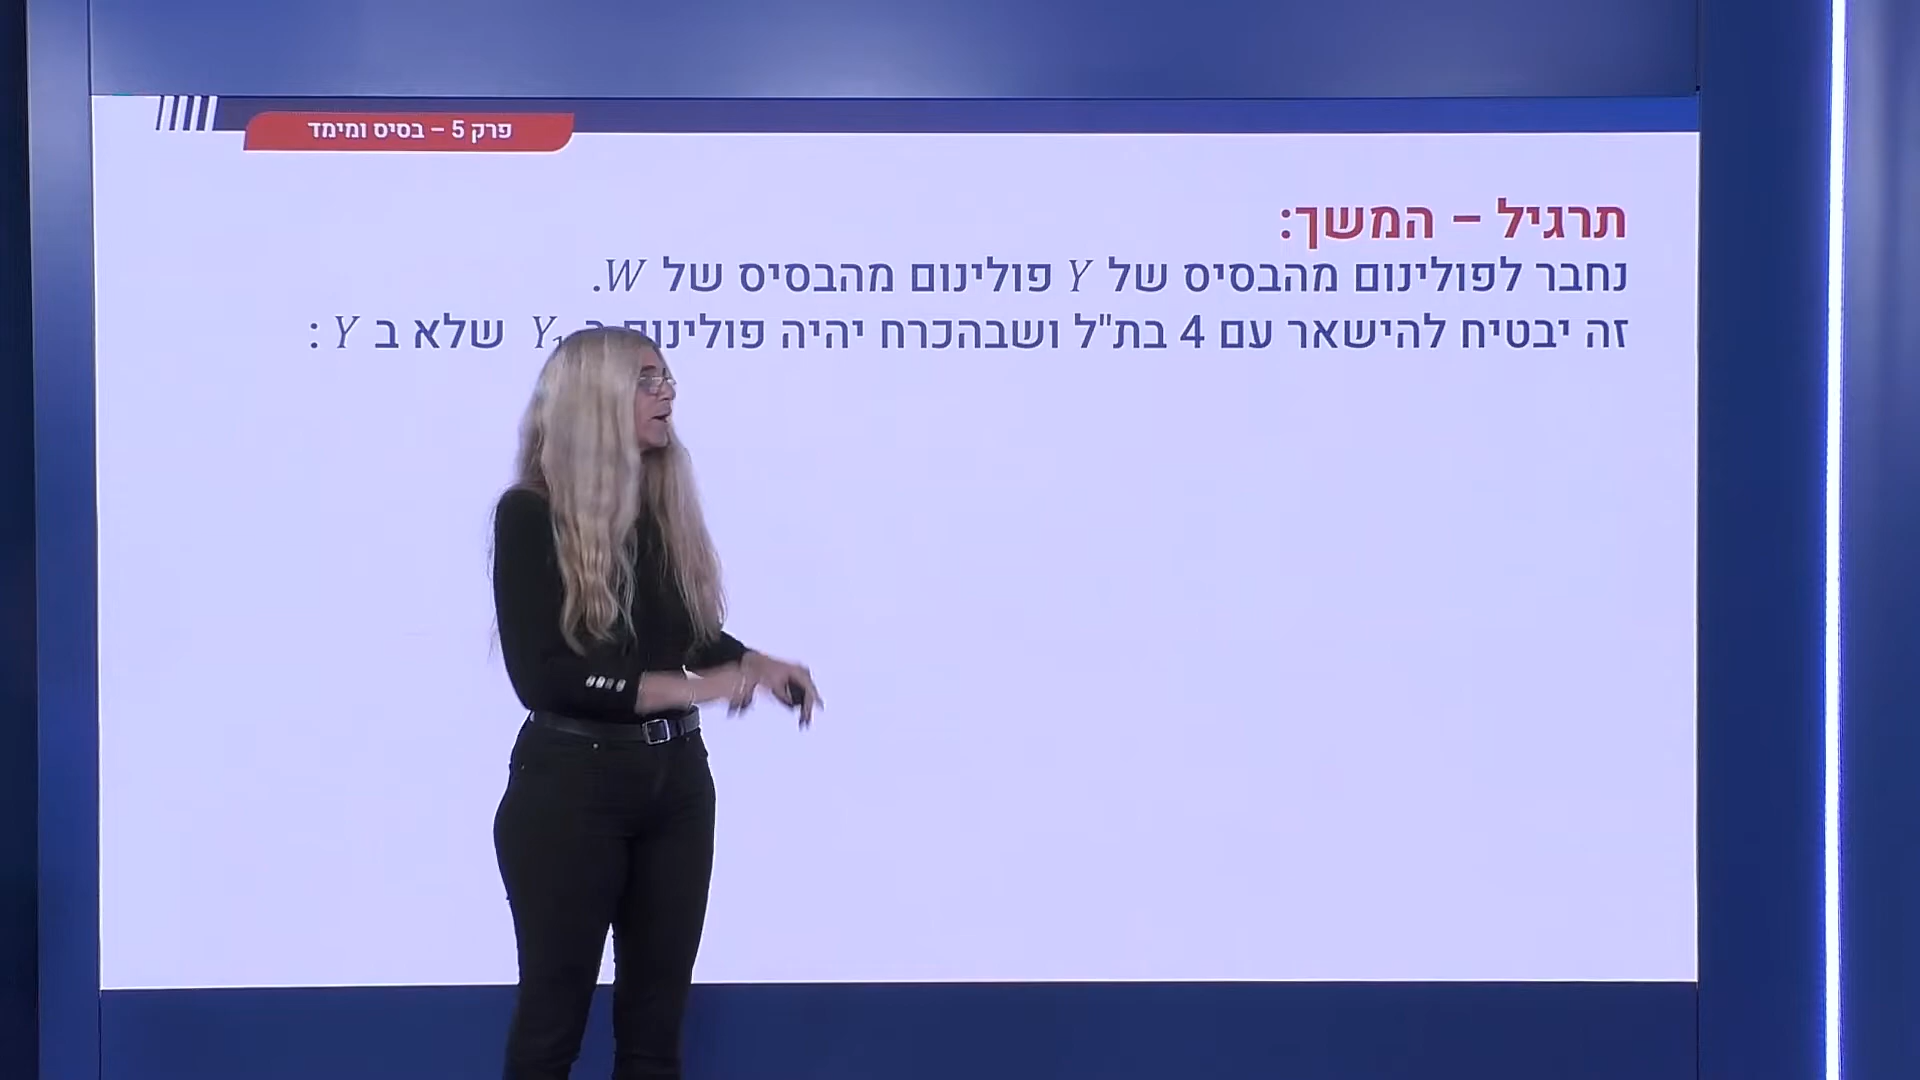 פרק 5 – בסיס ומימד
תרגיל – המשך:
נחבר לפולינום מהבסיס של Y פולינום מהבסיס של W.
זה יבטיח להישאר עם 4 בת"ל ושבהכרח יהיה פולינום ב Y₁ שלא ב Y :